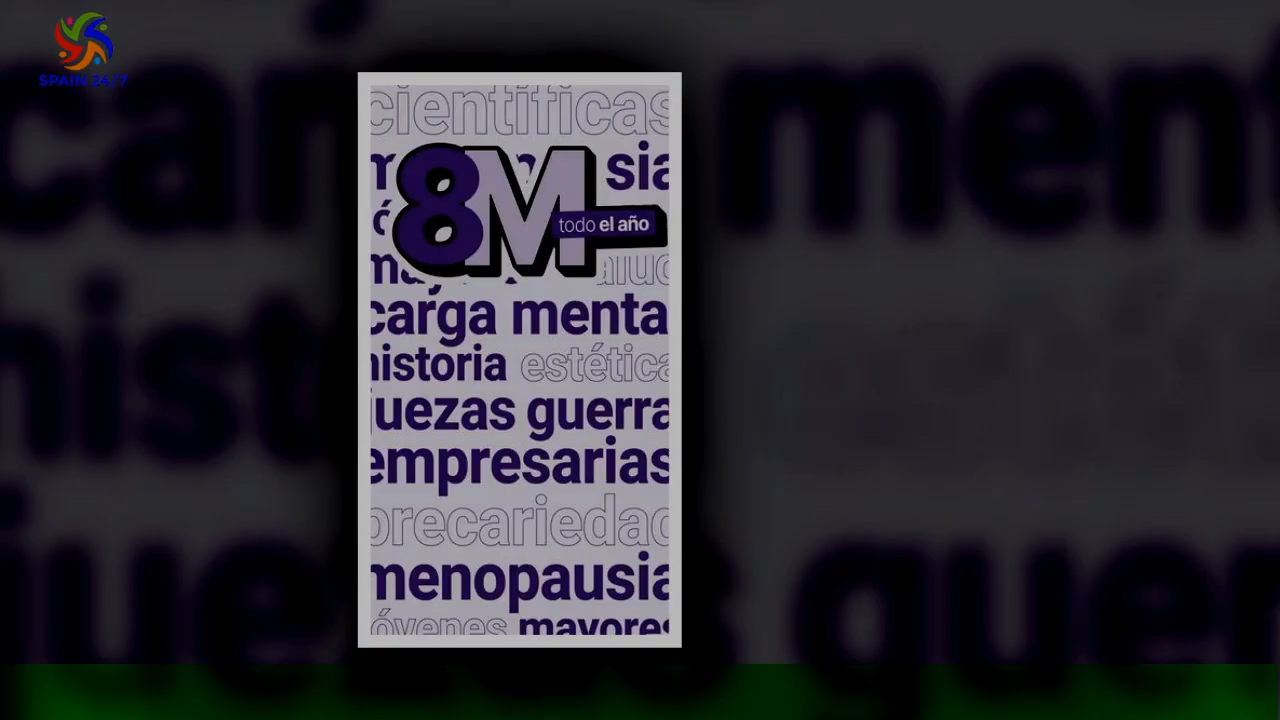 SPAIN 24/7
científicas
8M
todo el año
carga menta
historia estética
juezas guerra
empresarias
precariedad
menopausia
jóvenes mayores